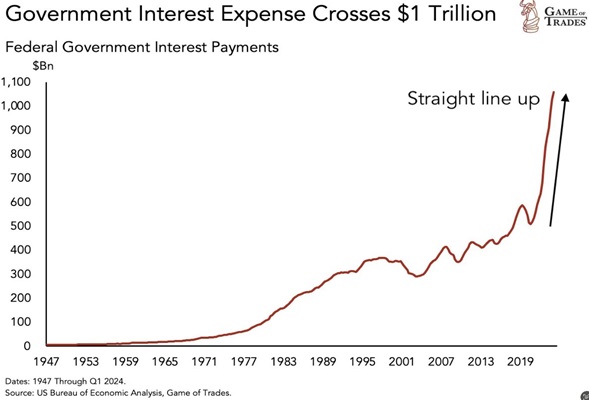 Government Interest Expense Crosses $1 Trillion
GAME OF
TRADES
Federal Government Interest Payments
$Bn
1,100
1,000
900
800
700
600
500
400
300
200
100
0
Straight line up
1947 1953 1959 1965 1971 1977 1983 1989 1995 2001 2007 2013 2019
Dates: 1947 Through Q1 2024.
Source: US Bureau of Economic Analysis, Game of Trades.